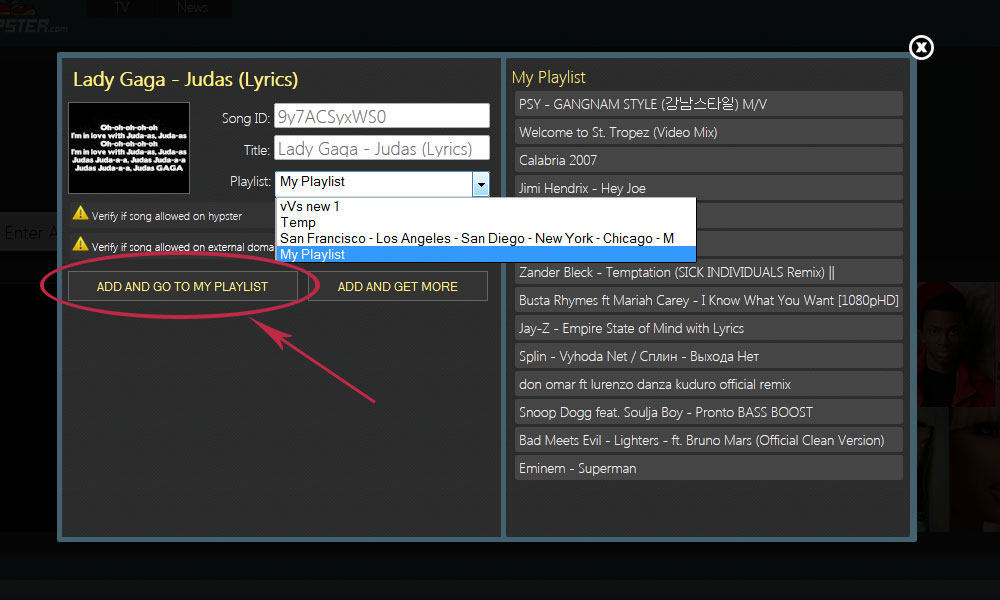 TV News
PSTER.com
Lady Gaga - Judas (Lyrics)
Oh-oh-oh-oh-oh
I'm in love with Juda-as, Juda-as
Oh-oh-oh-oh-oh
I'm in love with Juda-as, Juda-as
Judas Juda-a-a, Judas Juda-a-a
Judas Juda-a-a, Judas GAGA
Song ID: 9y7ACSyxWS0
Title: Lady Gaga - Judas (Lyrics)
Playlist: My Playlist
vVs new 1
Temp
San Francisco - Los Angeles - San Diego - New York - Chicago - M
My Playlist
Verify if song allowed on hypster
Verify if song allowed on external doma
ADD AND GO TO MY PLAYLIST
ADD AND GET MORE
Enter A
X
My Playlist
PSY - GANGNAM STYLE (강남스타일) M/V
Welcome to St. Tropez (Video Mix)
Calabria 2007
Jimi Hendrix - Hey Joe
Zander Bleck - Temptation (SICK INDIVIDUALS Remix) ||
Busta Rhymes ft Mariah Carey - I Know What You Want [1080pHD]
Jay-Z - Empire State of Mind with Lyrics
Splin - Vyhoda Net / Сплин - Выхода Нет
don omar ft lurenzo danza kuduro official remix
Snoop Dogg feat. Soulja Boy - Pronto BASS BOOST
Bad Meets Evil - Lighters - ft. Bruno Mars (Official Clean Version)
Eminem - Superman